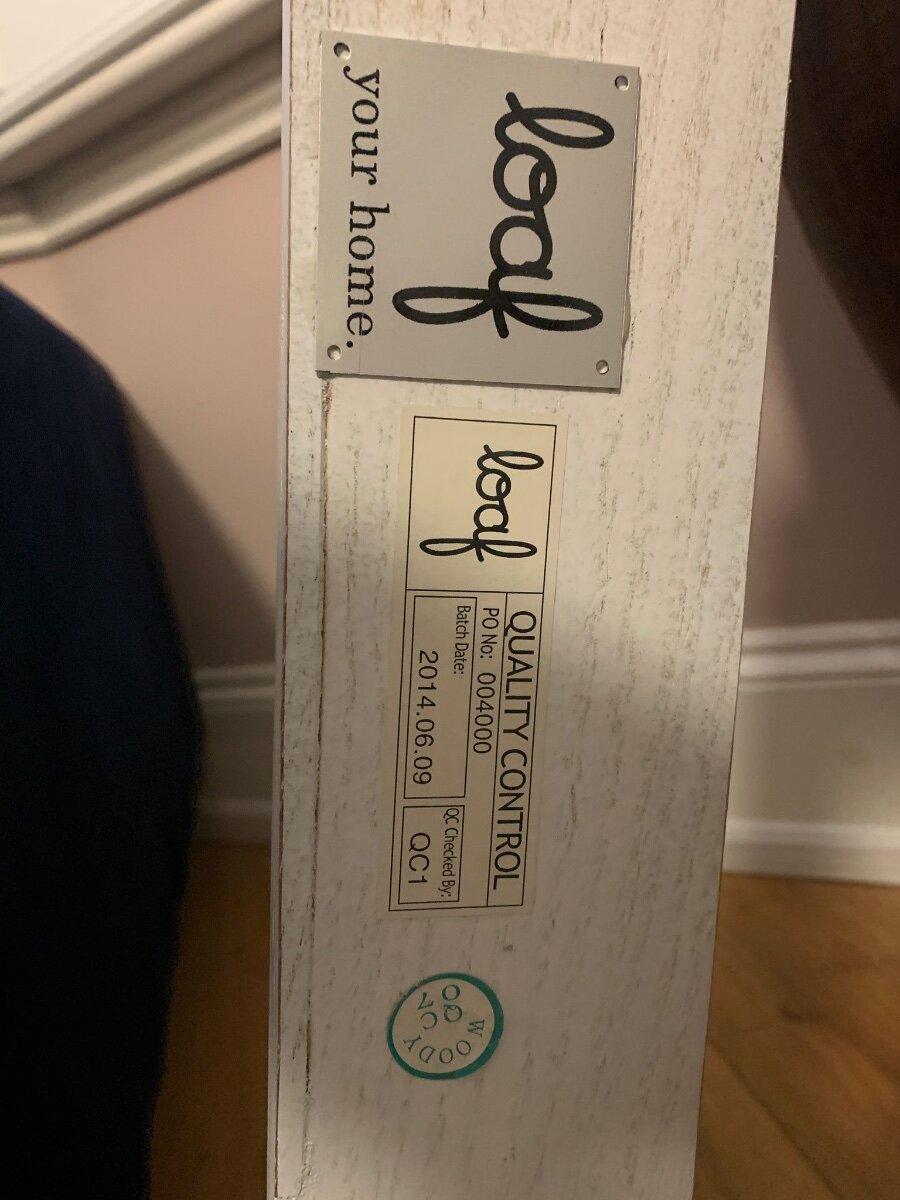 loaf
your home.
loaf
QUALITY CONTROL
PO No: 004000
Batch Date:
2014.06.09
QC Checked By:
QC1
WOODY